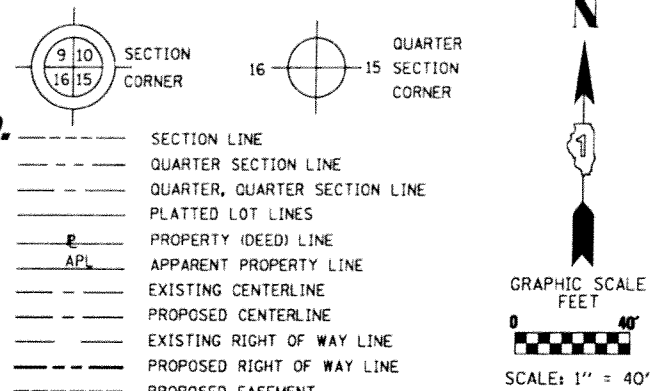 N
9 10
16 15
SECTION
CORNER
16
15
QUARTER
SECTION
CORNER
1
SECTION LINE
QUARTER SECTION LINE
QUARTER, QUARTER SECTION LINE
PLATTED LOT LINES
PROPERTY (DEED) LINE
APL APPARENT PROPERTY LINE
EXISTING CENTERLINE
PROPOSED CENTERLINE
EXISTING RIGHT OF WAY LINE
PROPOSED RIGHT OF WAY LINE
PROPOSED EASEMENT
GRAPHIC SCALE
FEET
0 40'
SCALE: 1" = 40'